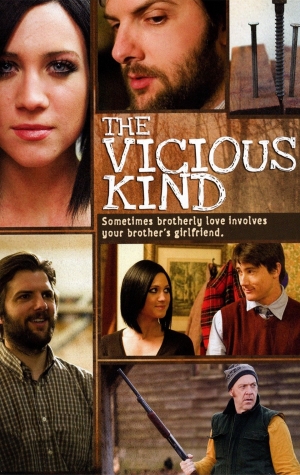 THE
VICIOUS
KIND
Sometimes brotherly love involves
your brother's girlfriend.